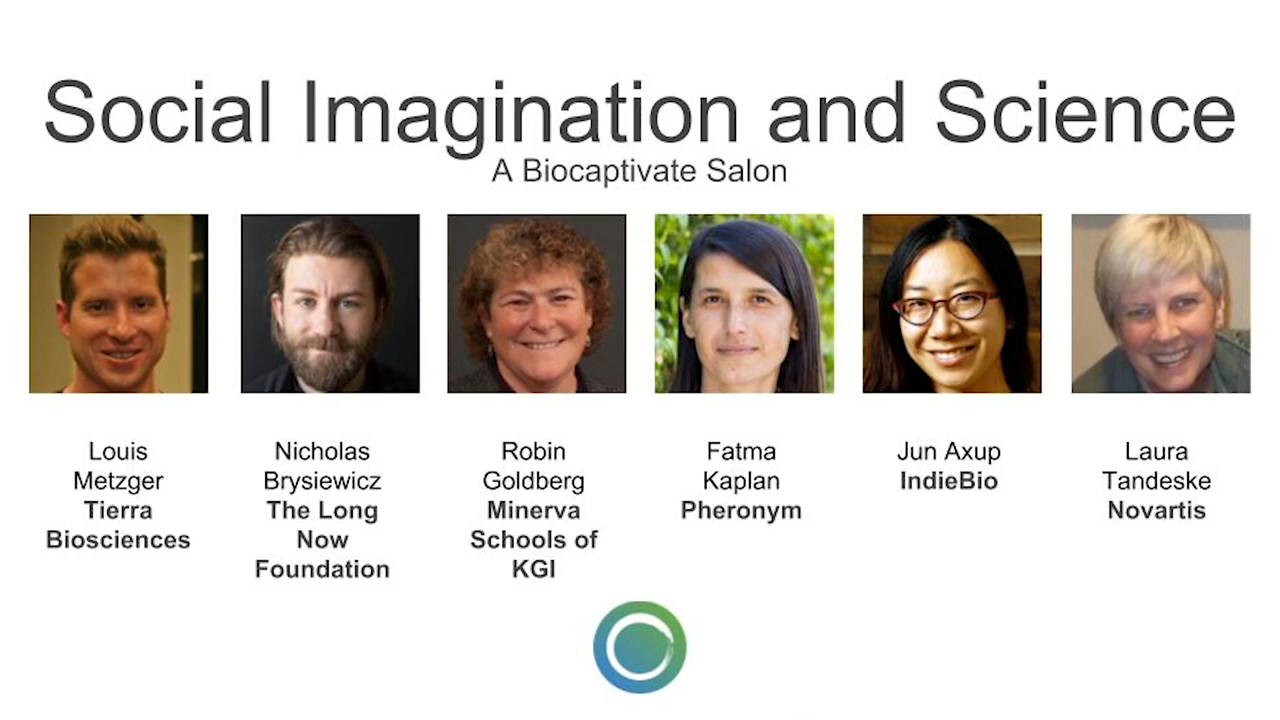 Social Imagination and Science
A Biocaptivate Salon
Louis
Metzger
Tierra
Biosciences
Nicholas
Brysiewicz
The Long
Now
Foundation
Robin
Goldberg
Minerva
Schools of
KGI
Fatma
Kaplan
Pheronym
Jun Axup
IndieBio
Laura
Tandeske
Novartis